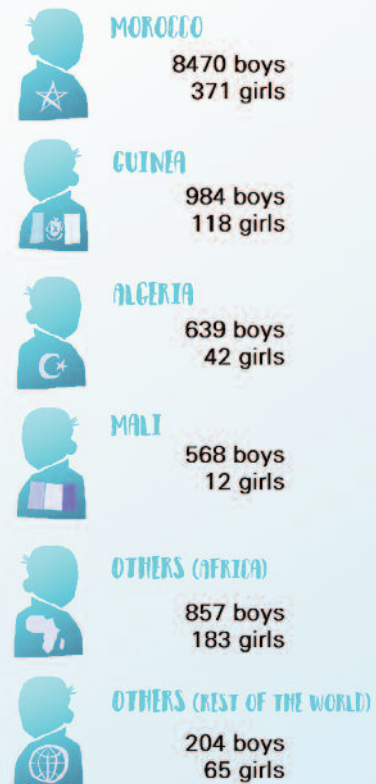 MOROCCO
8470 boys
371 girls
GUINEA
984 boys
118 girls
ALGERIA
639 boys
42 girls
MALI
568 boys
12 girls
OTHERS (AFRICA)
857 boys
183 girls
OTHERS (REST OF THE WORLD)
204 boys
65 girls